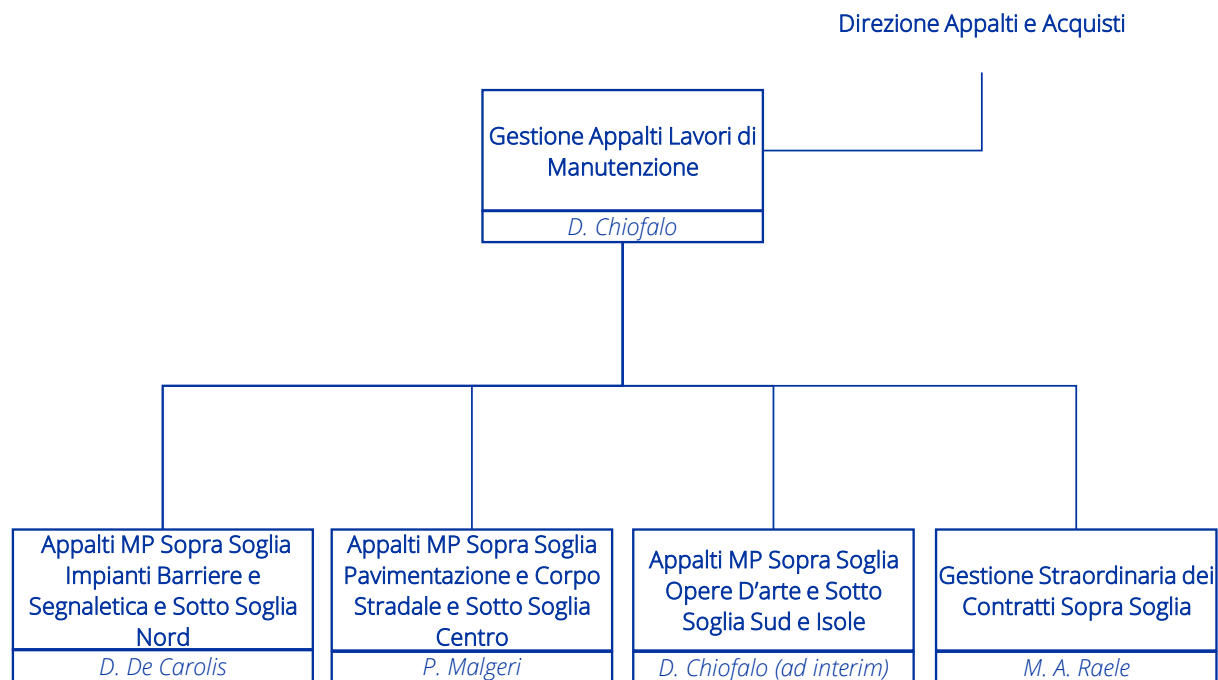 Direzione Appalti e Acquisti
Gestione Appalti Lavori di
Manutenzione
D. Chiofalo
Appalti MP Sopra Soglia
Impianti Barriere e
Segnaletica e Sotto Soglia
Nord
D. De Carolis
Appalti MP Sopra Soglia
Pavimentazione e Corpo
Stradale e Sotto Soglia
Centro
P. Malgeri
Appalti MP Sopra Soglia
Opere D’arte e Sotto
Soglia Sud e Isole
D. Chiofalo (ad interim)
Gestione Straordinaria dei
Contratti Sopra Soglia
M. A. Raele